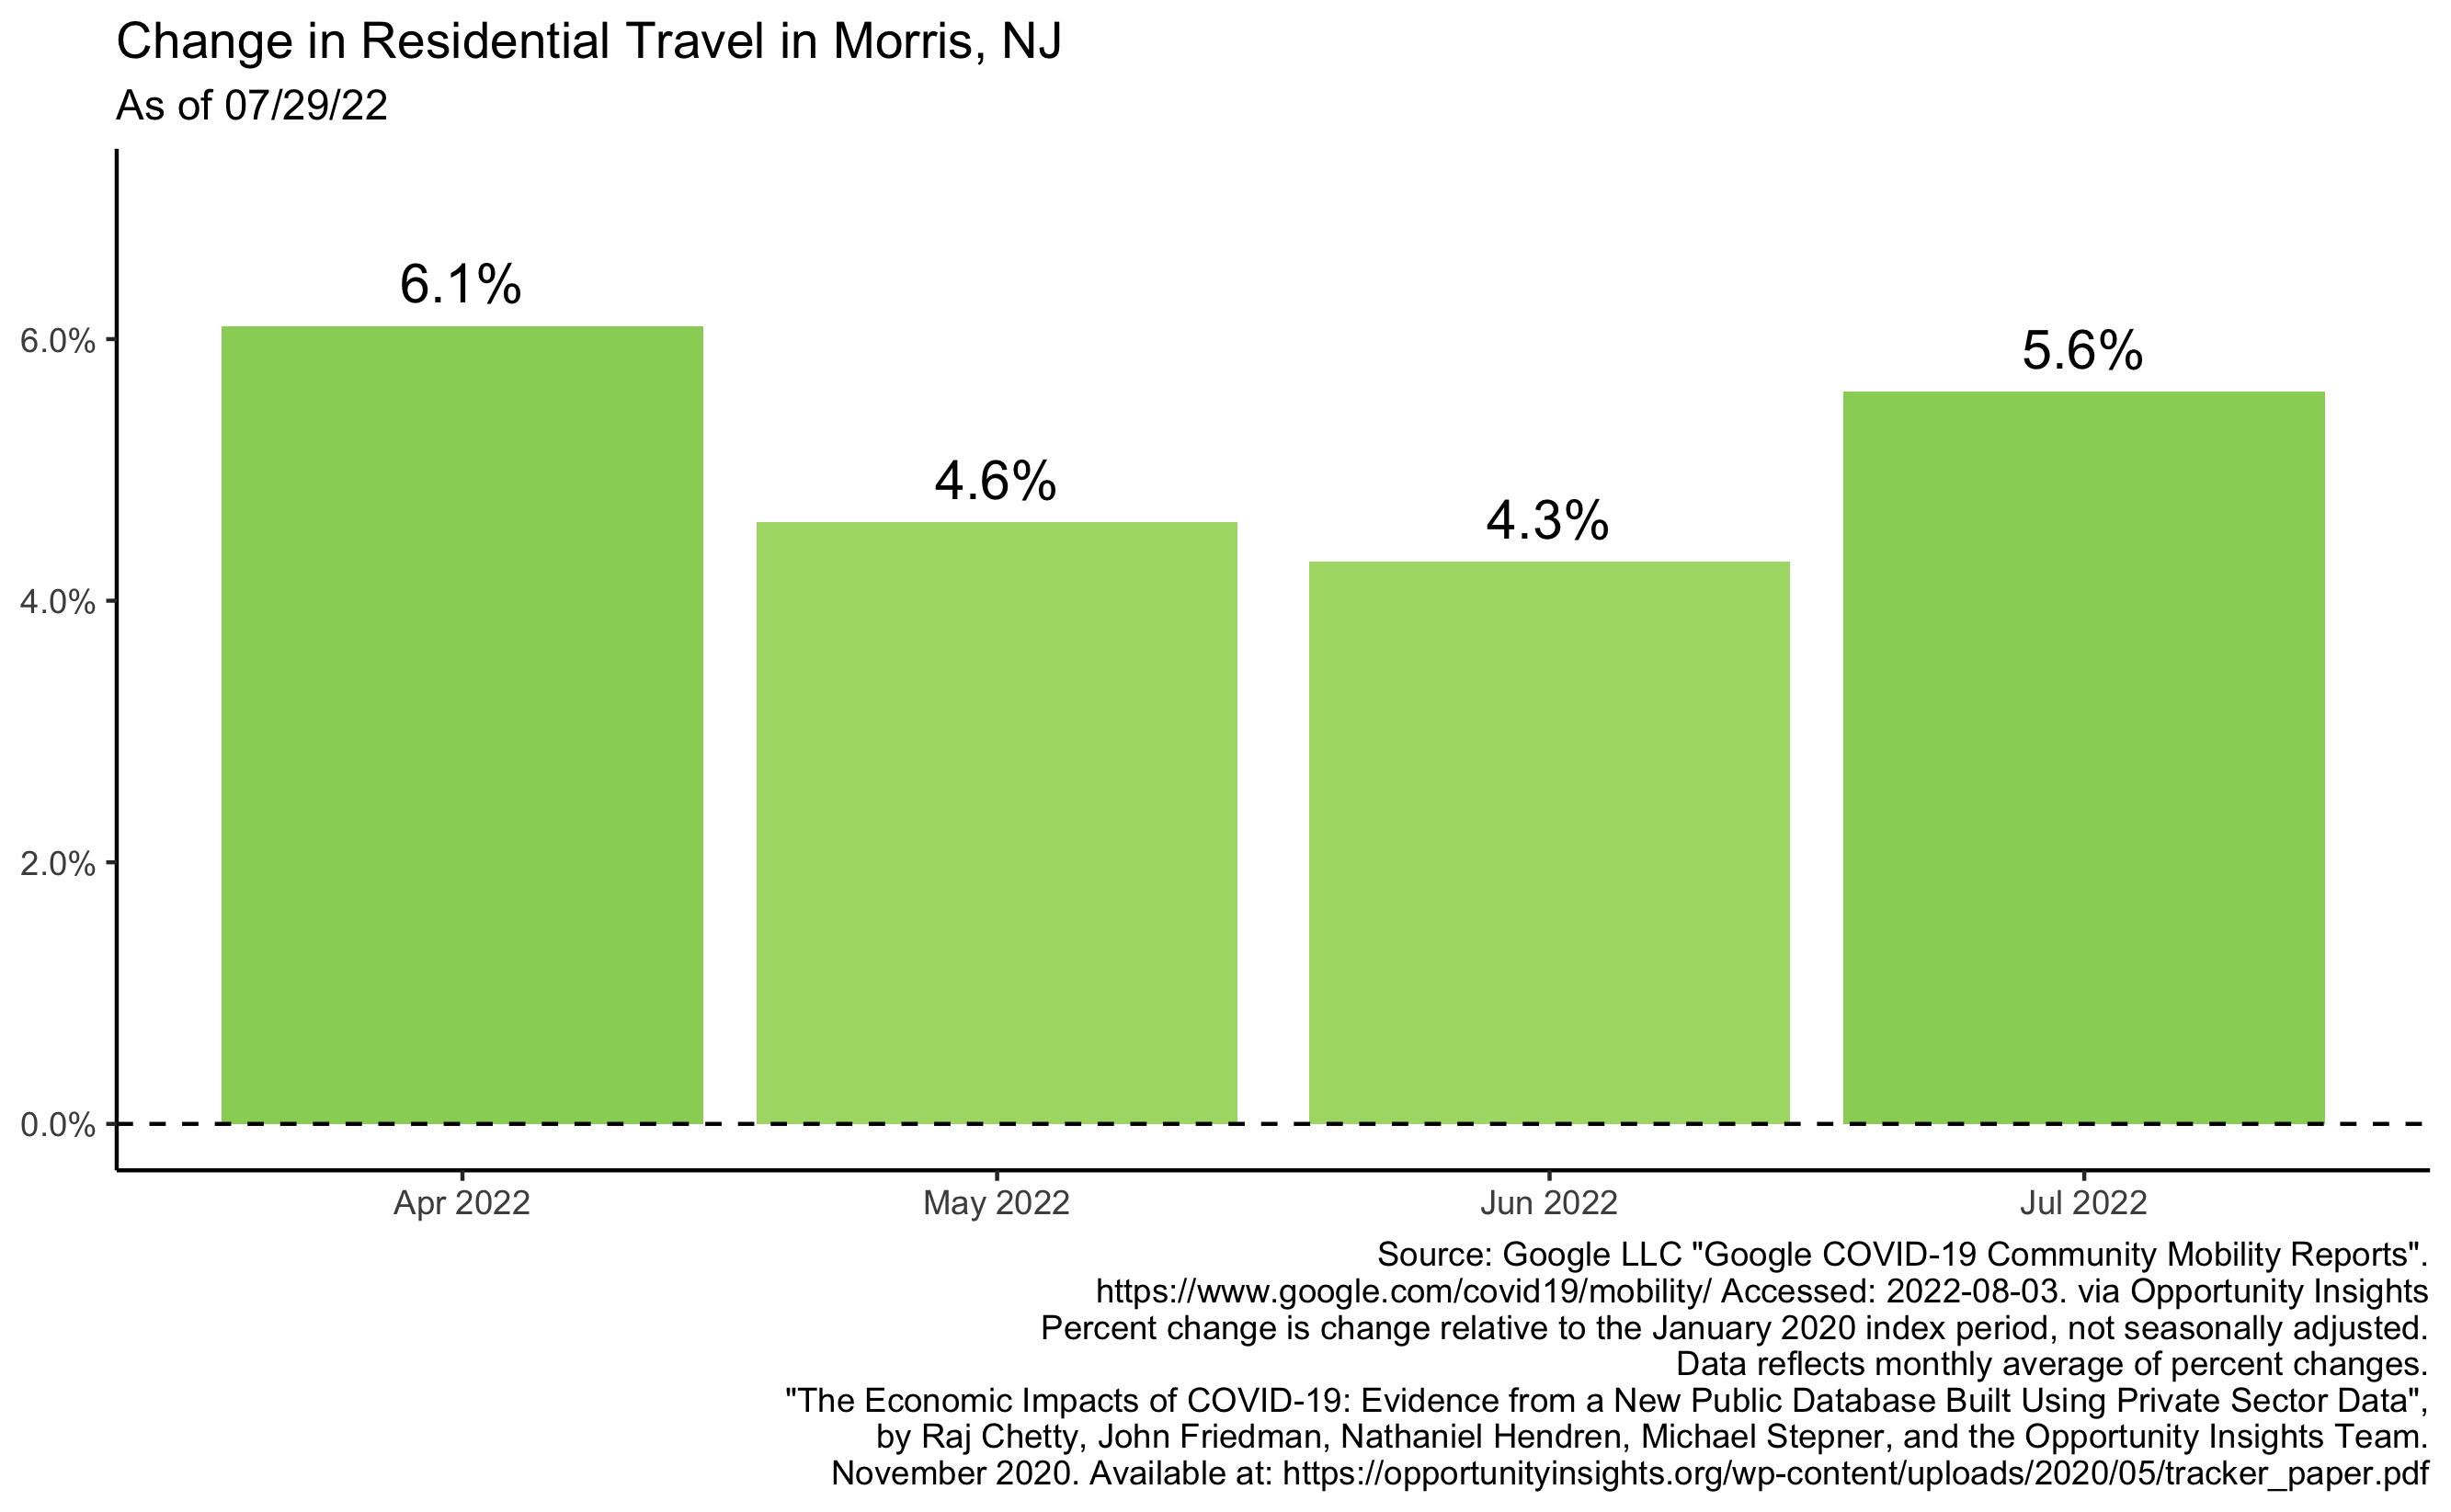 Change in Residential Travel in Morris, NJ
As of 07/29/22
6.1%
4.6%
4.3%
5.6%
6.0%
4.0%
2.0%
0.0%
Apr 2022
May 2022
Jun 2022
Jul 2022
Source: Google LLC "Google COVID-19 Community Mobility Reports".
https://www.google.com/covid19/mobility/ Accessed: 2022-08-03. via Opportunity Insights
Percent change is change relative to the January 2020 index period, not seasonally adjusted.
Data reflects monthly average of percent changes.
"The Economic Impacts of COVID-19: Evidence from a New Public Database Built Using Private Sector Data",
by Raj Chetty, John Friedman, Nathaniel Hendren, Michael Stepner, and the Opportunity Insights Team.
November 2020. Available at: https://opportunityinsights.org/wp-content/uploads/2020/05/tracker_paper.pdf